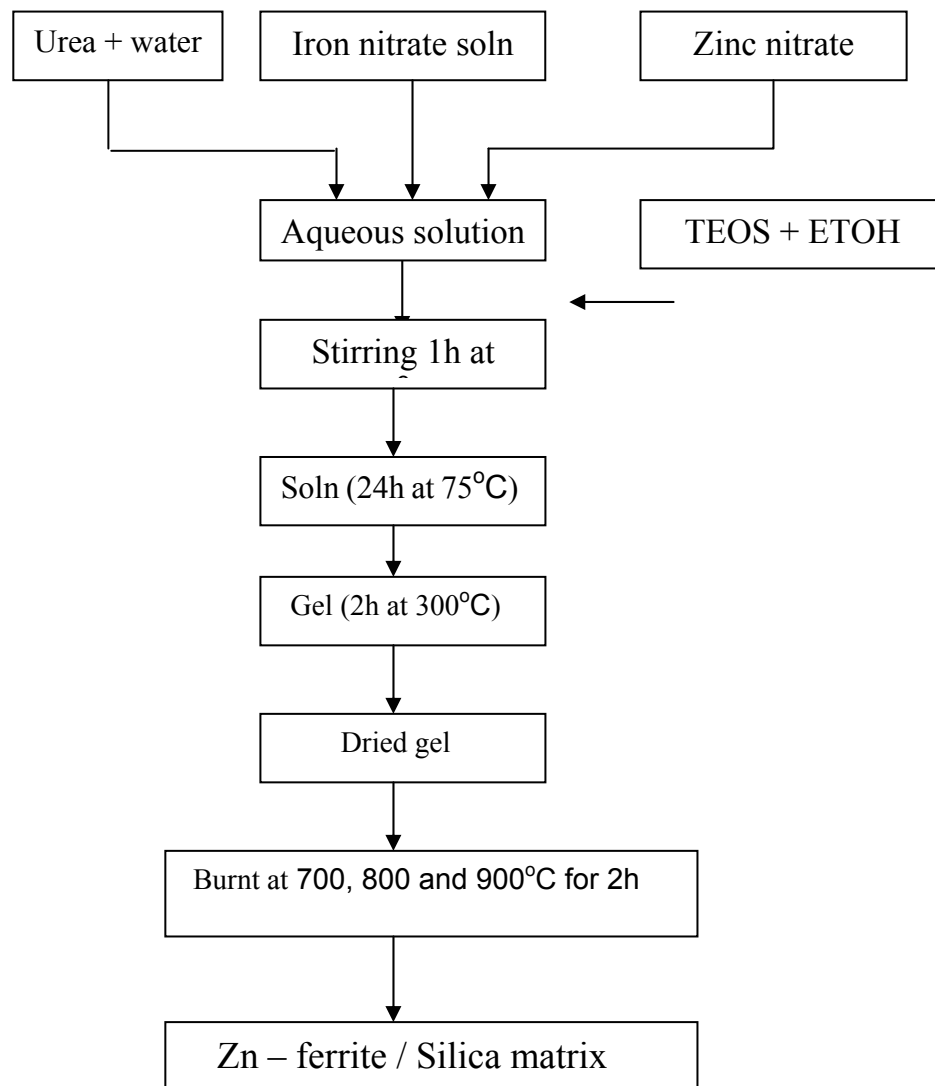 Urea + water
Iron nitrate soln
Zinc nitrate
Aqueous solution
TEOS + ETOH
Stirring 1h at
Soln (24h at 75°C)
Gel (2h at 300°C)
Dried gel
Burnt at 700, 800 and 900°C for 2h
Zn – ferrite / Silica matrix